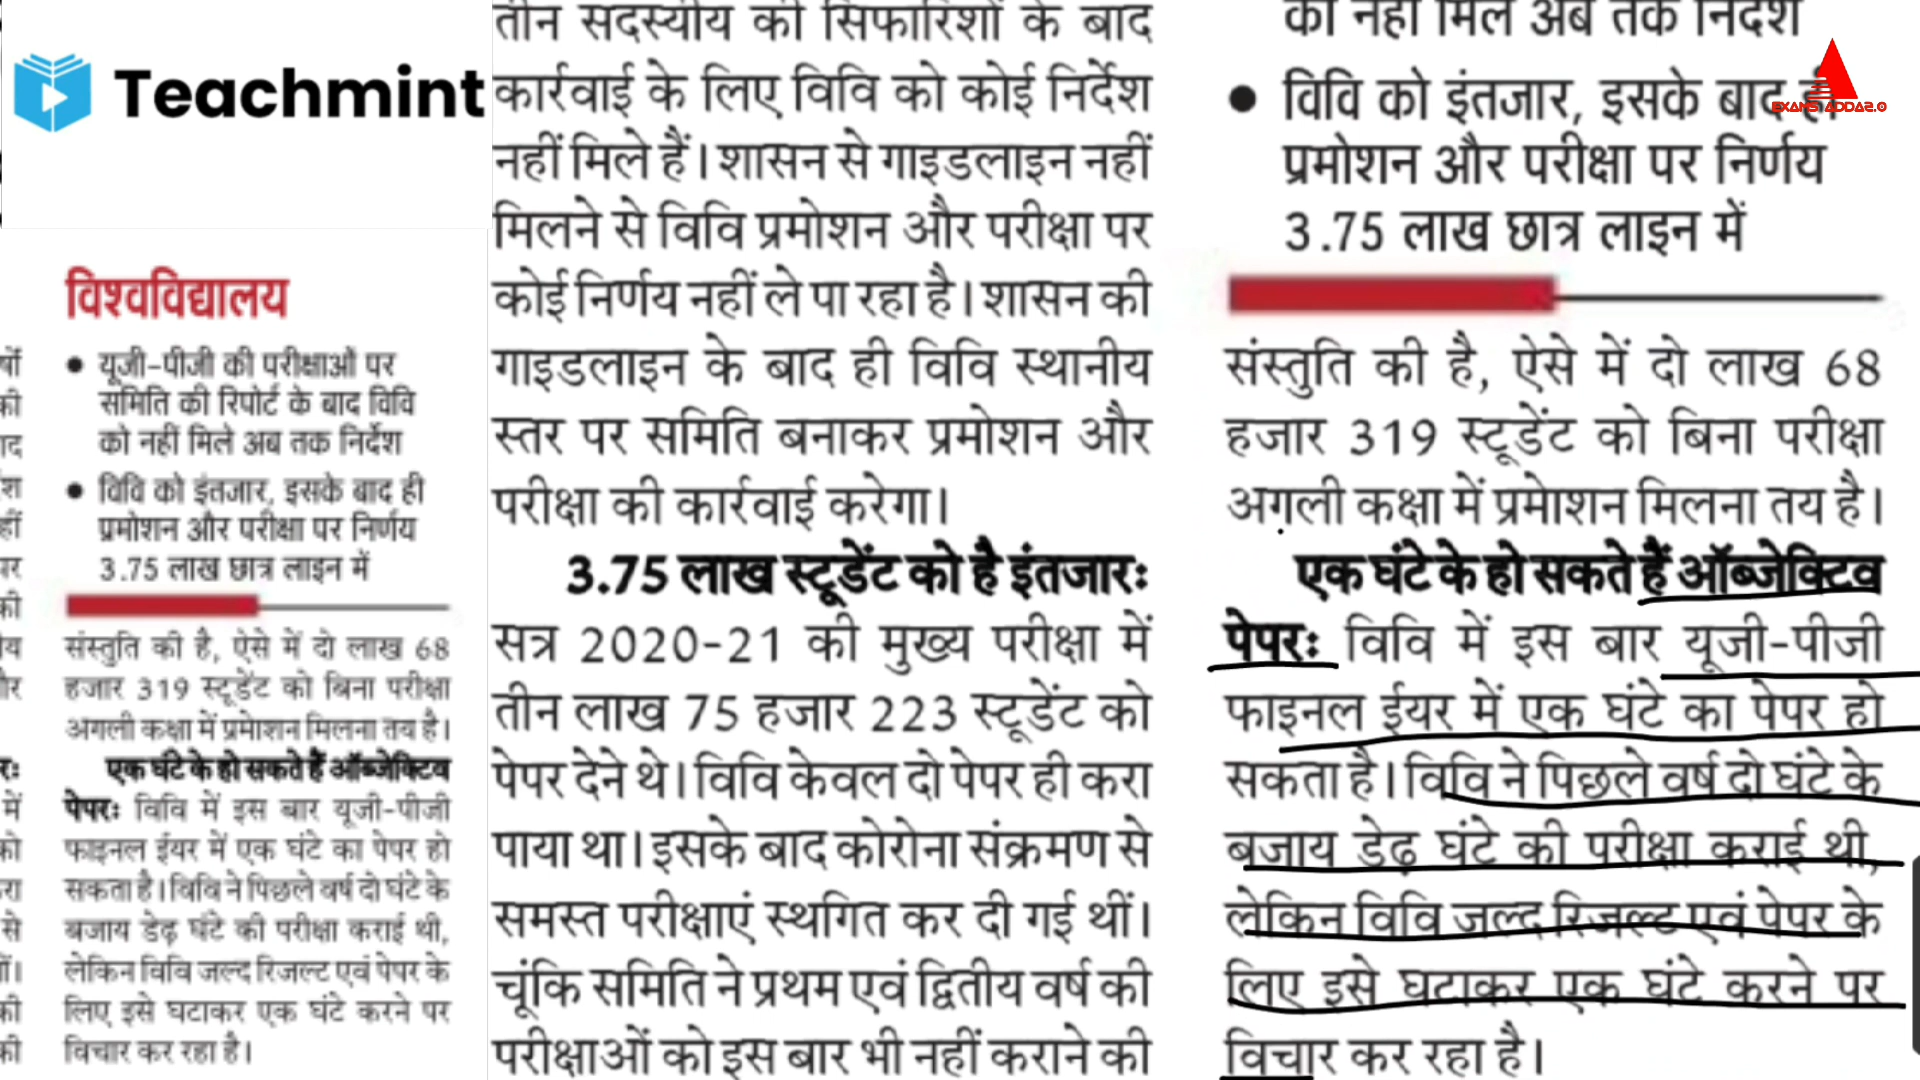 Teachmint
विश्वविद्यालय
● यूजी-पीजी की परीक्षाओं पर
समिति की रिपोर्ट के बाद विवि
को नहीं मिले अब तक निर्देश
● विवि को इंतजार, इसके बाद ही
प्रमोशन और परीक्षा पर निर्णय
3.75 लाख छात्र लाइन में
संस्तुति की है, ऐसे में दो लाख 68
हजार 319 स्टूडेंट को बिना परीक्षा
अगली कक्षा में प्रमोशन मिलना तय है।
एक घंटे के हो सकते हैं ऑब्जेक्टिव
पेपरः विवि में इस बार यूजी-पीजी
फाइनल ईयर में एक घंटे का पेपर हो
सकता है। विवि ने पिछले वर्ष दो घंटे के
बजाय डेढ़ घंटे की परीक्षा कराई थी,
लेकिन विवि जल्द रिजल्ट एवं पेपर के
लिए इसे घटाकर एक घंटे करने पर
विचार कर रहा है।
तीन सदस्यीय की सिफारिशों के बाद
कार्रवाई के लिए विवि को कोई निर्देश
नहीं मिले हैं। शासन से गाइडलाइन नहीं
मिलने से विवि प्रमोशन और परीक्षा पर
कोई निर्णय नहीं ले पा रहा है। शासन की
गाइडलाइन के बाद ही विवि स्थानीय
स्तर पर समिति बनाकर प्रमोशन और
परीक्षा की कार्रवाई करेगा।
3.75 लाख स्टूडेंट को है इंतजारः
सत्र 2020-21 की मुख्य परीक्षा में
तीन लाख 75 हजार 223 स्टूडेंट को
पेपर देने थे। विवि केवल दो पेपर ही करा
पाया था। इसके बाद कोरोना संक्रमण से
समस्त परीक्षाएं स्थगित कर दी गई थीं।
चूंकि समिति ने प्रथम एवं द्वितीय वर्ष की
परीक्षाओं को इस बार भी नहीं कराने की
को नहीं मिले अब तक निर्देश
● विवि को इंतजार, इसके बाद ही
प्रमोशन और परीक्षा पर निर्णय
3.75 लाख छात्र लाइन में
EXAMS ADDA2.0
संस्तुति की है, ऐसे में दो लाख 68
हजार 319 स्टूडेंट को बिना परीक्षा
अगली कक्षा में प्रमोशन मिलना तय है।
एक घंटे के हो सकते हैं ऑब्जेक्टिव
पेपरः विवि में इस बार यूजी-पीजी
फाइनल ईयर में एक घंटे का पेपर हो
सकता है। विवि ने पिछले वर्ष दो घंटे के
बजाय डेढ़ घंटे की परीक्षा कराई थी,
लेकिन विवि जल्द रिजल्ट एवं पेपर के
लिए इसे घटाकर एक घंटे करने पर
विचार कर रहा है।